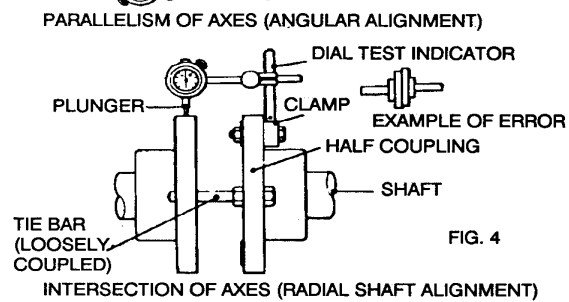 PARALLELISM OF AXES (ANGULAR ALIGNMENT)
DIAL TEST INDICATOR
PLUNGER
CLAMP
EXAMPLE OF ERROR
HALF COUPLING
SHAFT
TIE BAR
(LOOSELY
COUPLED)
FIG. 4
INTERSECTION OF AXES (RADIAL SHAFT ALIGNMENT)